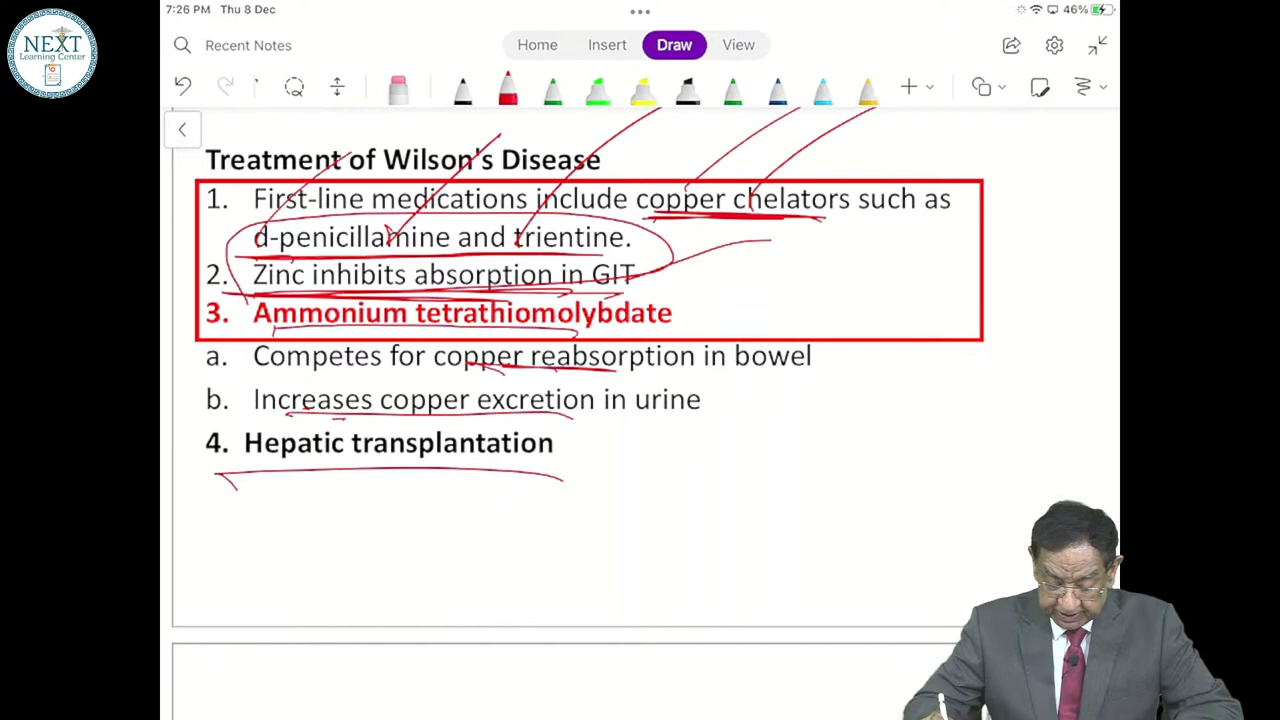 7:26 PM Thu 8 Dec
46%
NEXT
Learning Center
Recent Notes
Home Insert Draw View
Treatment of Wilson's Disease
1. First-line medications include copper chelators such as
d-penicillamine and trientine.
2. Zinc inhibits absorption in GIT
3. Ammonium tetrathiomolybdate
a. Competes for copper reabsorption in bowel
b. Increases copper excretion in urine
4. Hepatic transplantation